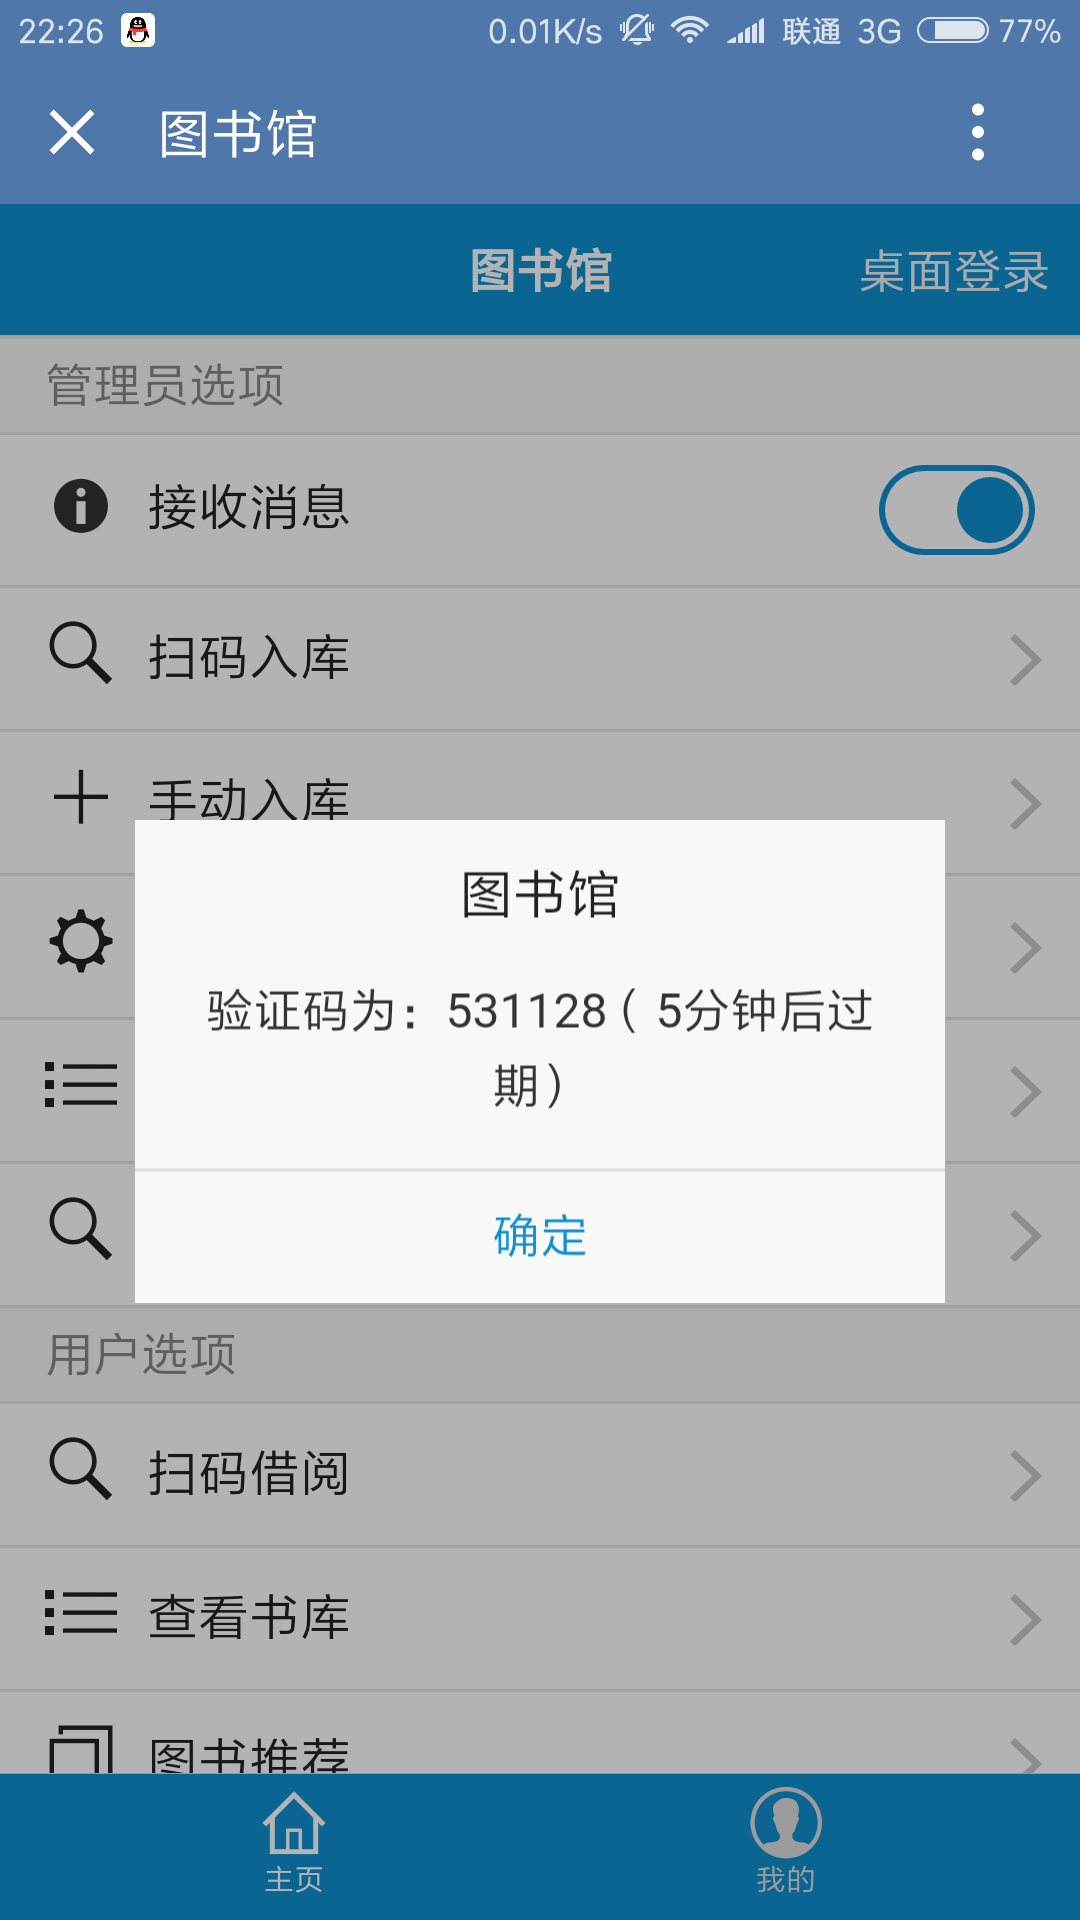 22:26 0.01K/s 联通 3G 77%
图书馆
图书馆 桌面登录
管理员选项
接收消息
扫码入库
手动入库
图书馆
验证码为：531128（5分钟后过
期）
确定
用户选项
扫码借阅
查看书库
图书推荐
主页 我的